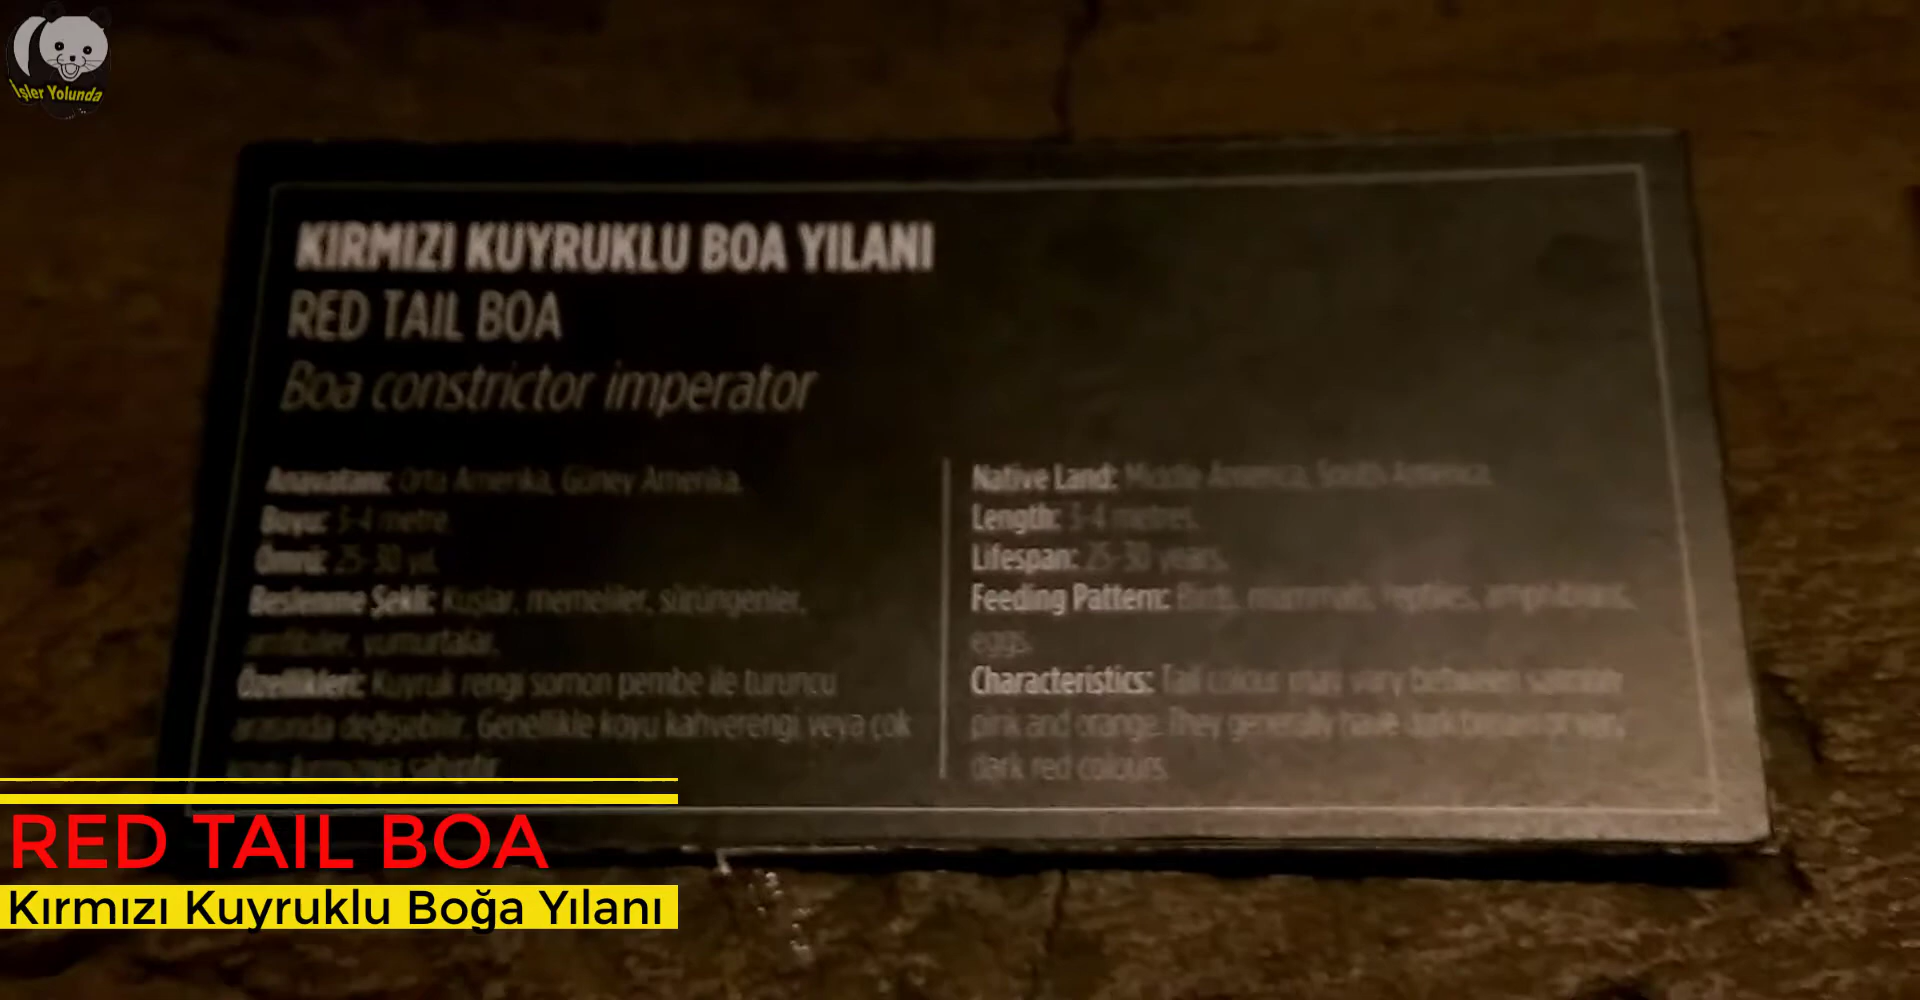 İşler Yolunda
KIRMIZI KUYRUKLU BOA YILANI
RED TAIL BOA
Boa constrictor imperator
Anavatanı: Orta Amerika, Güney Amerika.
Boyu: 3-4 metre.
Ömrü: 25-30 yıl.
Beslenme Şekli: Kuşlar, memeliler, sürüngenler,
amfibiler, yumurtalar.
Özellikleri: Kuyruk rengi somon pembe ile turuncu
arasında değişebilir. Genellikle koyu kahverengi veya çok
sahiptir.
Native Land: Middle America, South America.
Length: 3-4 metres.
Lifespan: 25-30 years.
Feeding Pattern: Birds, mammals, reptiles, amphibians,
eggs.
Characteristics: Tail colour may vary between salmon
pink and orange. They generally have dark brown or very
dark red colours.
RED TAIL BOA
Kırmızı Kuyruklu Boğa Yılanı